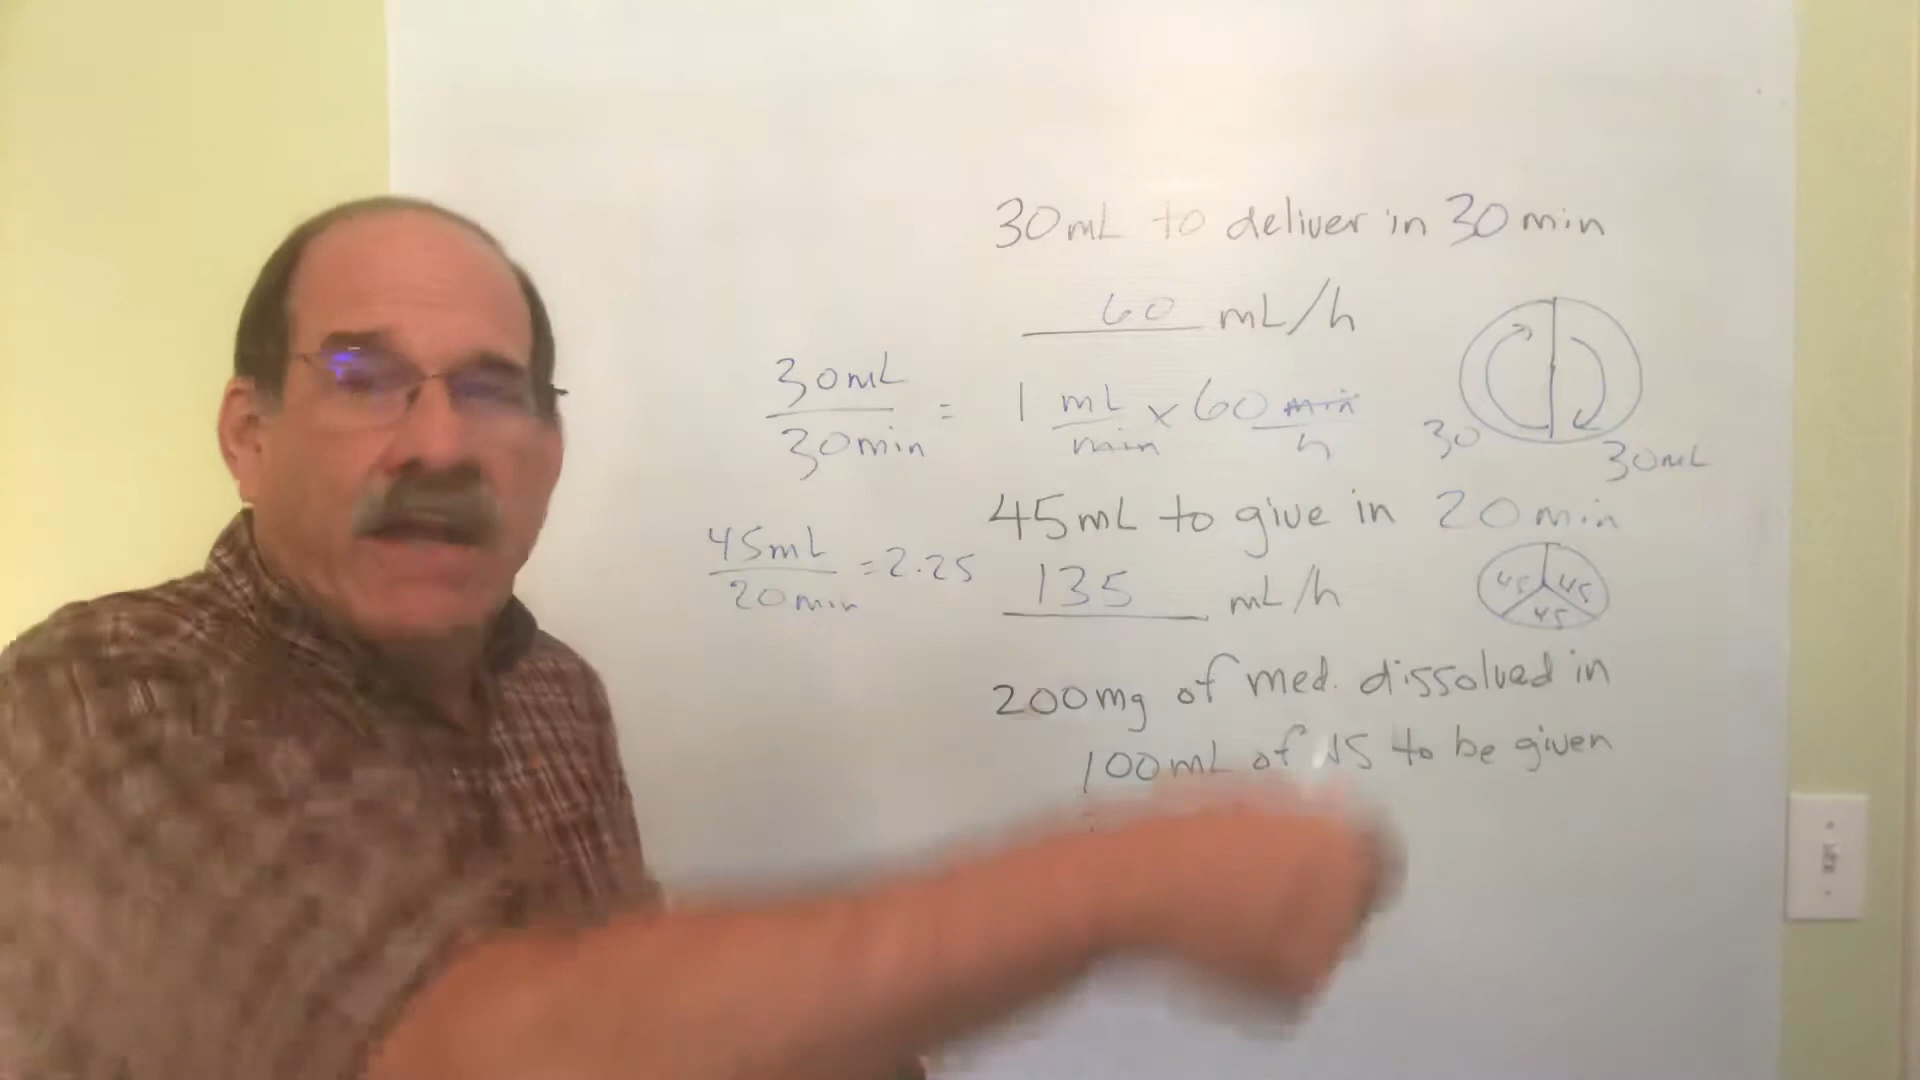 30mL to deliver in 30 min
60 mL/h
30mL
30min
= 1 mL/min x 60 min/h
30
30mL
45mL to give in 20 min
45mL
20min
= 2.25
135 mL/h
45 45
45
200mg of med. dissolved in
100mL of NS to be given